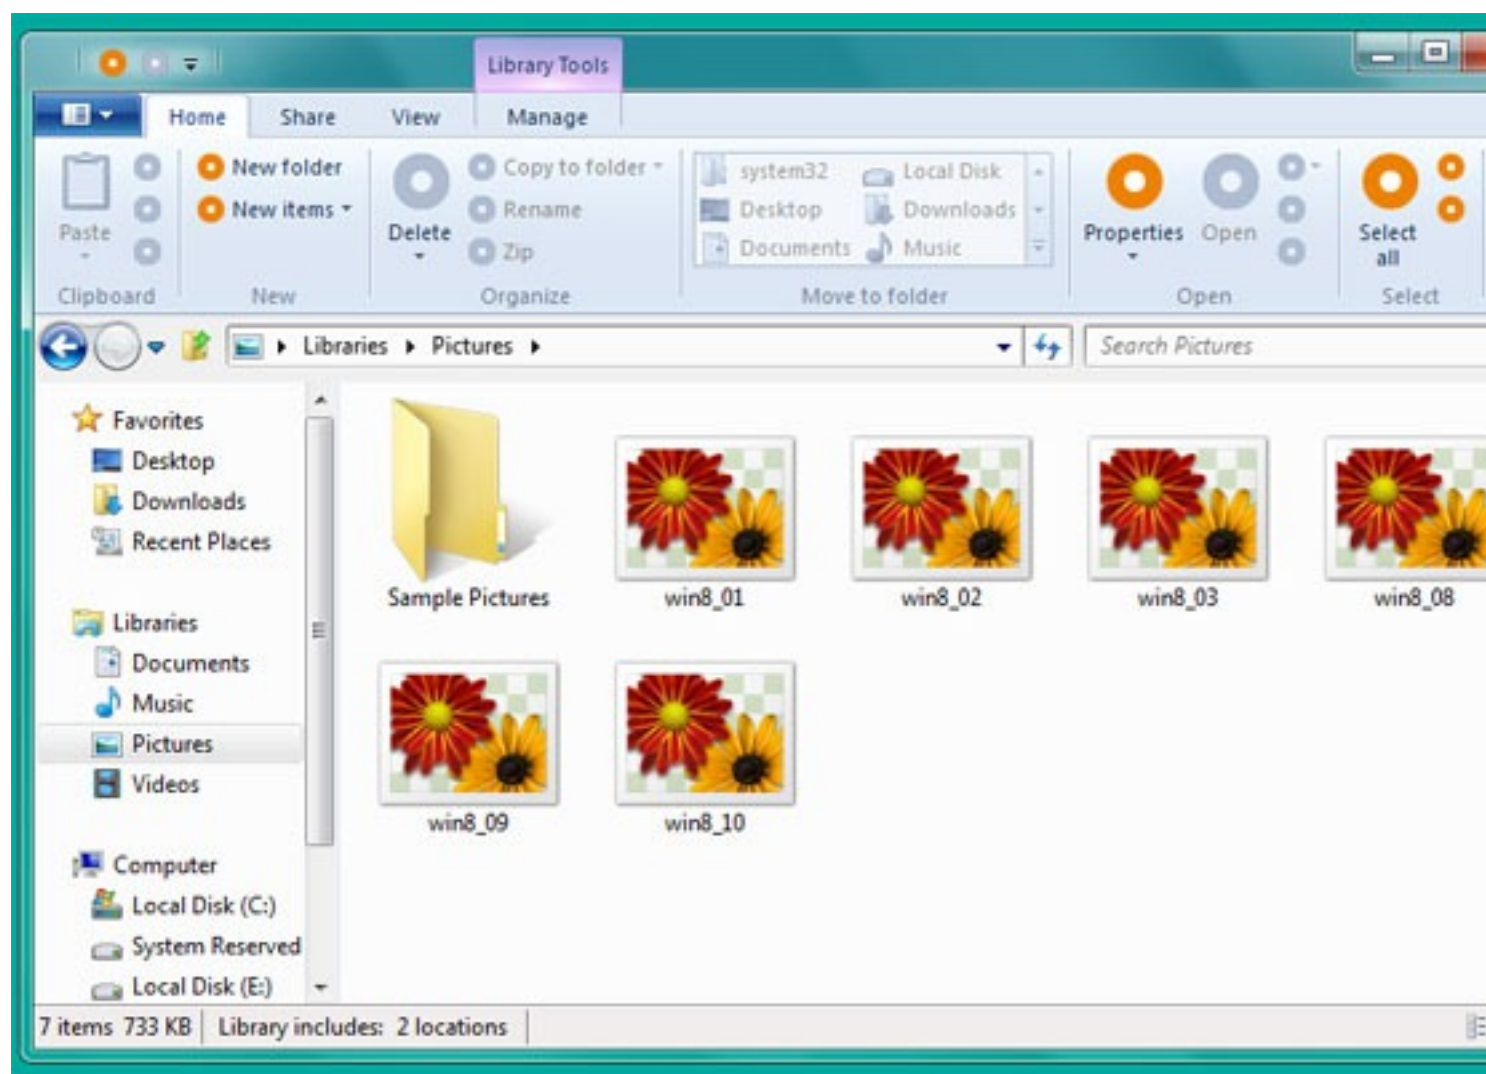 Library Tools
Home Share View Manage
New folder Copy to folder system32 Local Disk
New items Rename Desktop Downloads
Paste Delete Zip Documents Music Properties Open Select all
Clipboard New Organize Move to folder Open Select
Libraries Pictures Search Pictures
Favorites
Desktop
Downloads
Recent Places
Libraries
Documents
Music
Pictures
Videos
Computer
Local Disk (C:)
System Reserved
Local Disk (E:)
Sample Pictures win8_01 win8_02 win8_03 win8_08
win8_09 win8_10
7 items 733 KB Library includes: 2 locations